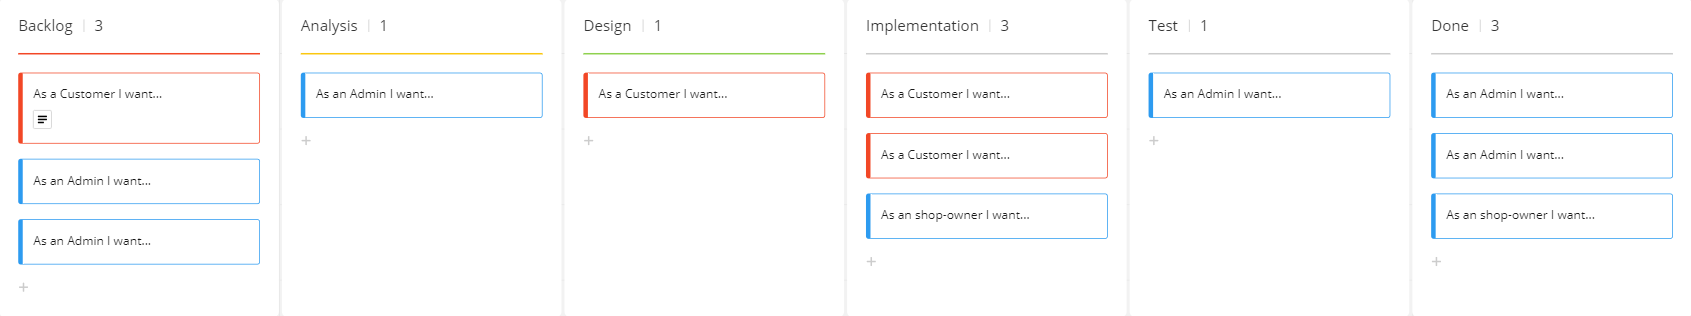 Backlog | 3
As a Customer I want...
As an Admin I want...
As an Admin I want...
+
Analysis | 1
As an Admin I want...
+
Design | 1
As a Customer I want...
+
Implementation | 3
As a Customer I want...
As a Customer I want...
As an shop-owner I want...
+
Test | 1
As an Admin I want...
+
Done | 3
As an Admin I want...
As an Admin I want...
As an shop-owner I want...
+